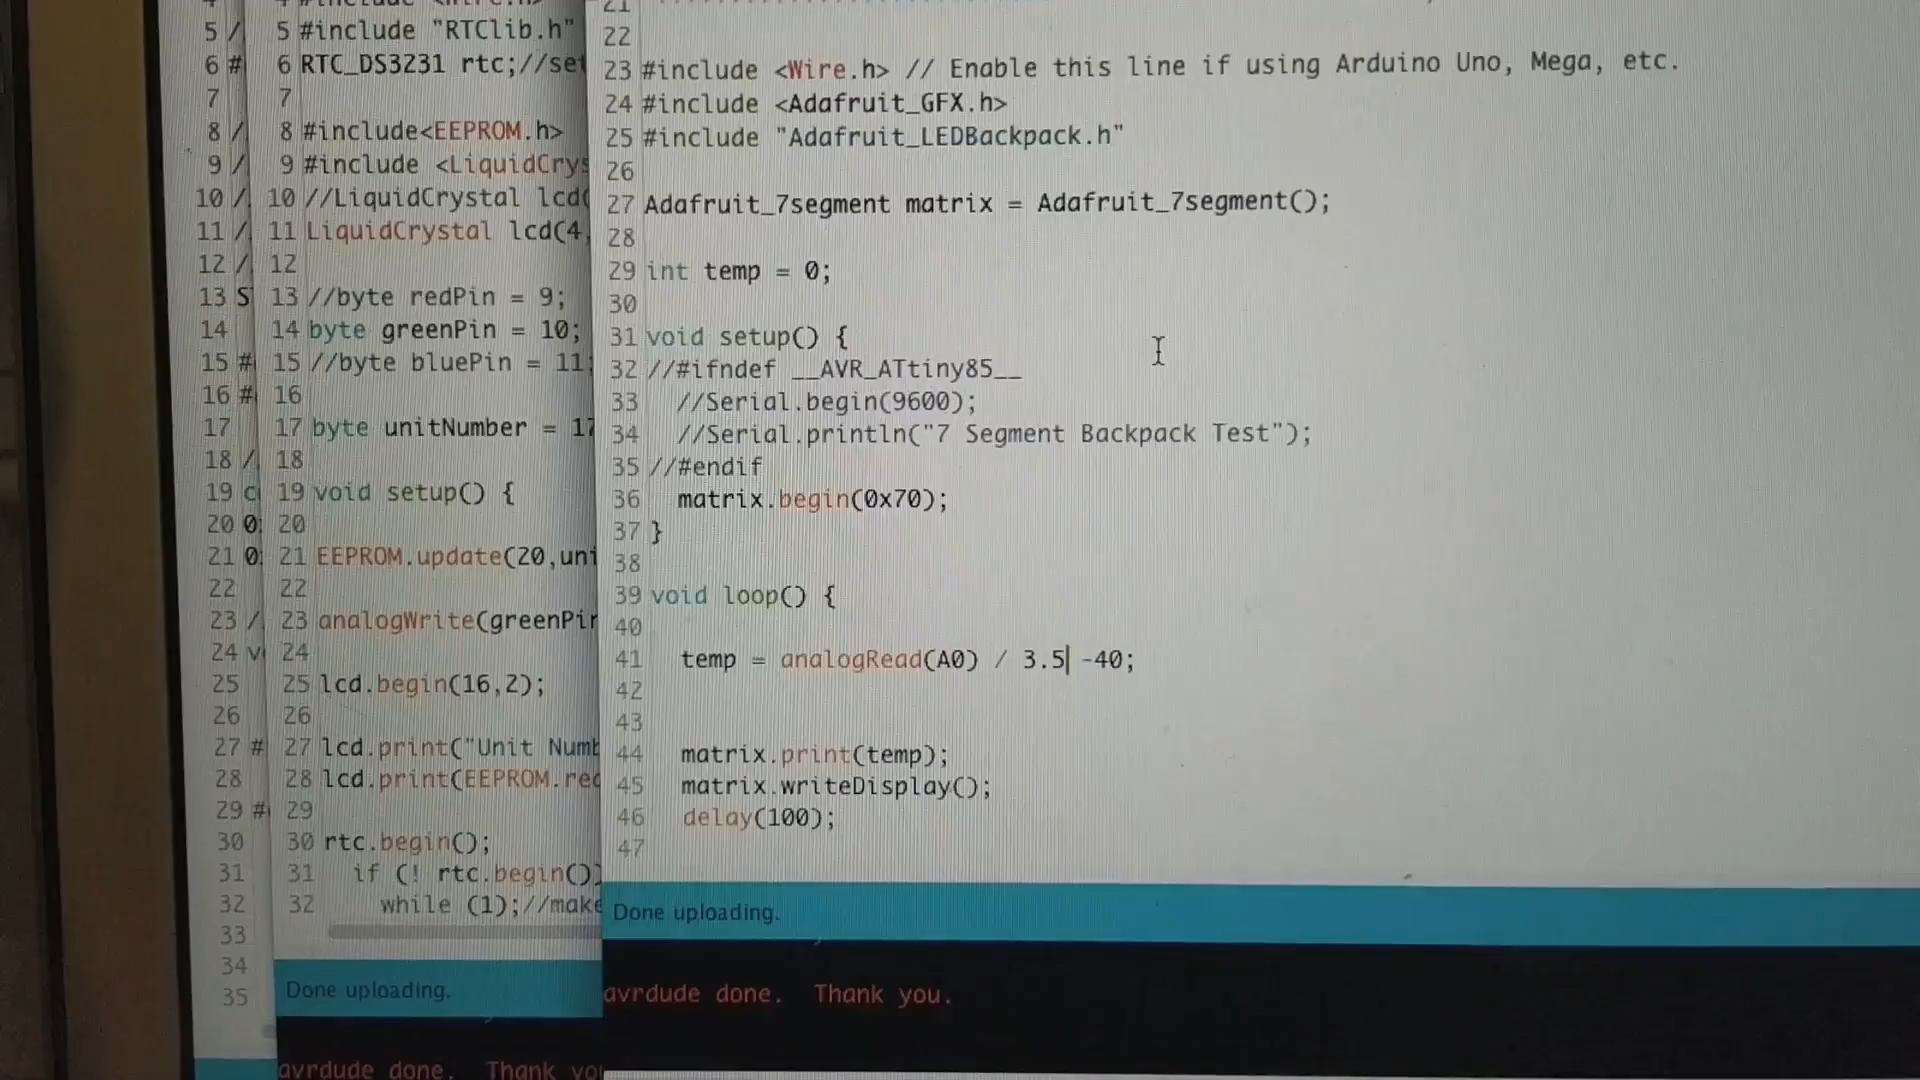 5 /
6 #
7
8 /
9 /
10 /
11 /
12 /
13 S
14
15 #
16 #
17
18 /
19 c
20 0
21 0
22
23 /
24 v
25
26
27 #
28
29 #
30
31
32
33
34
35
5 #include "RTClib.h"
6 RTC_DS3231 rtc;//set
7
8 #include<EEPROM.h>
9 #include <LiquidCrys
10 //LiquidCrystal lcd(
11 LiquidCrystal lcd(4,
12
13 //byte redPin = 9;
14 byte greenPin = 10;
15 //byte bluePin = 11;
16
17 byte unitNumber = 17
18
19 void setup() {
20
21 EEPROM.update(20,uni
22
23 analogWrite(greenPin
24
25 lcd.begin(16,2);
26
27 lcd.print("Unit Numb
28 lcd.print(EEPROM.rea
29
30 rtc.begin();
31 if (! rtc.begin())
32 while (1);//make
Done uploading.
avrdude done. Thank you
21
22
23 #include <Wire.h> // Enable this line if using Arduino Uno, Mega, etc.
24 #include <Adafruit_GFX.h>
25 #include "Adafruit_LEDBackpack.h"
26
27 Adafruit_7segment matrix = Adafruit_7segment();
28
29 int temp = 0;
30
31 void setup() {
32 //#ifndef __AVR_ATtiny85__
33 //Serial.begin(9600);
34 //Serial.println("7 Segment Backpack Test");
35 //#endif
36 matrix.begin(0x70);
37 }
38
39 void loop() {
40
41 temp = analogRead(A0) / 3.5 -40;
42
43
44 matrix.print(temp);
45 matrix.writeDisplay();
46 delay(100);
47
Done uploading.
avrdude done. Thank you.